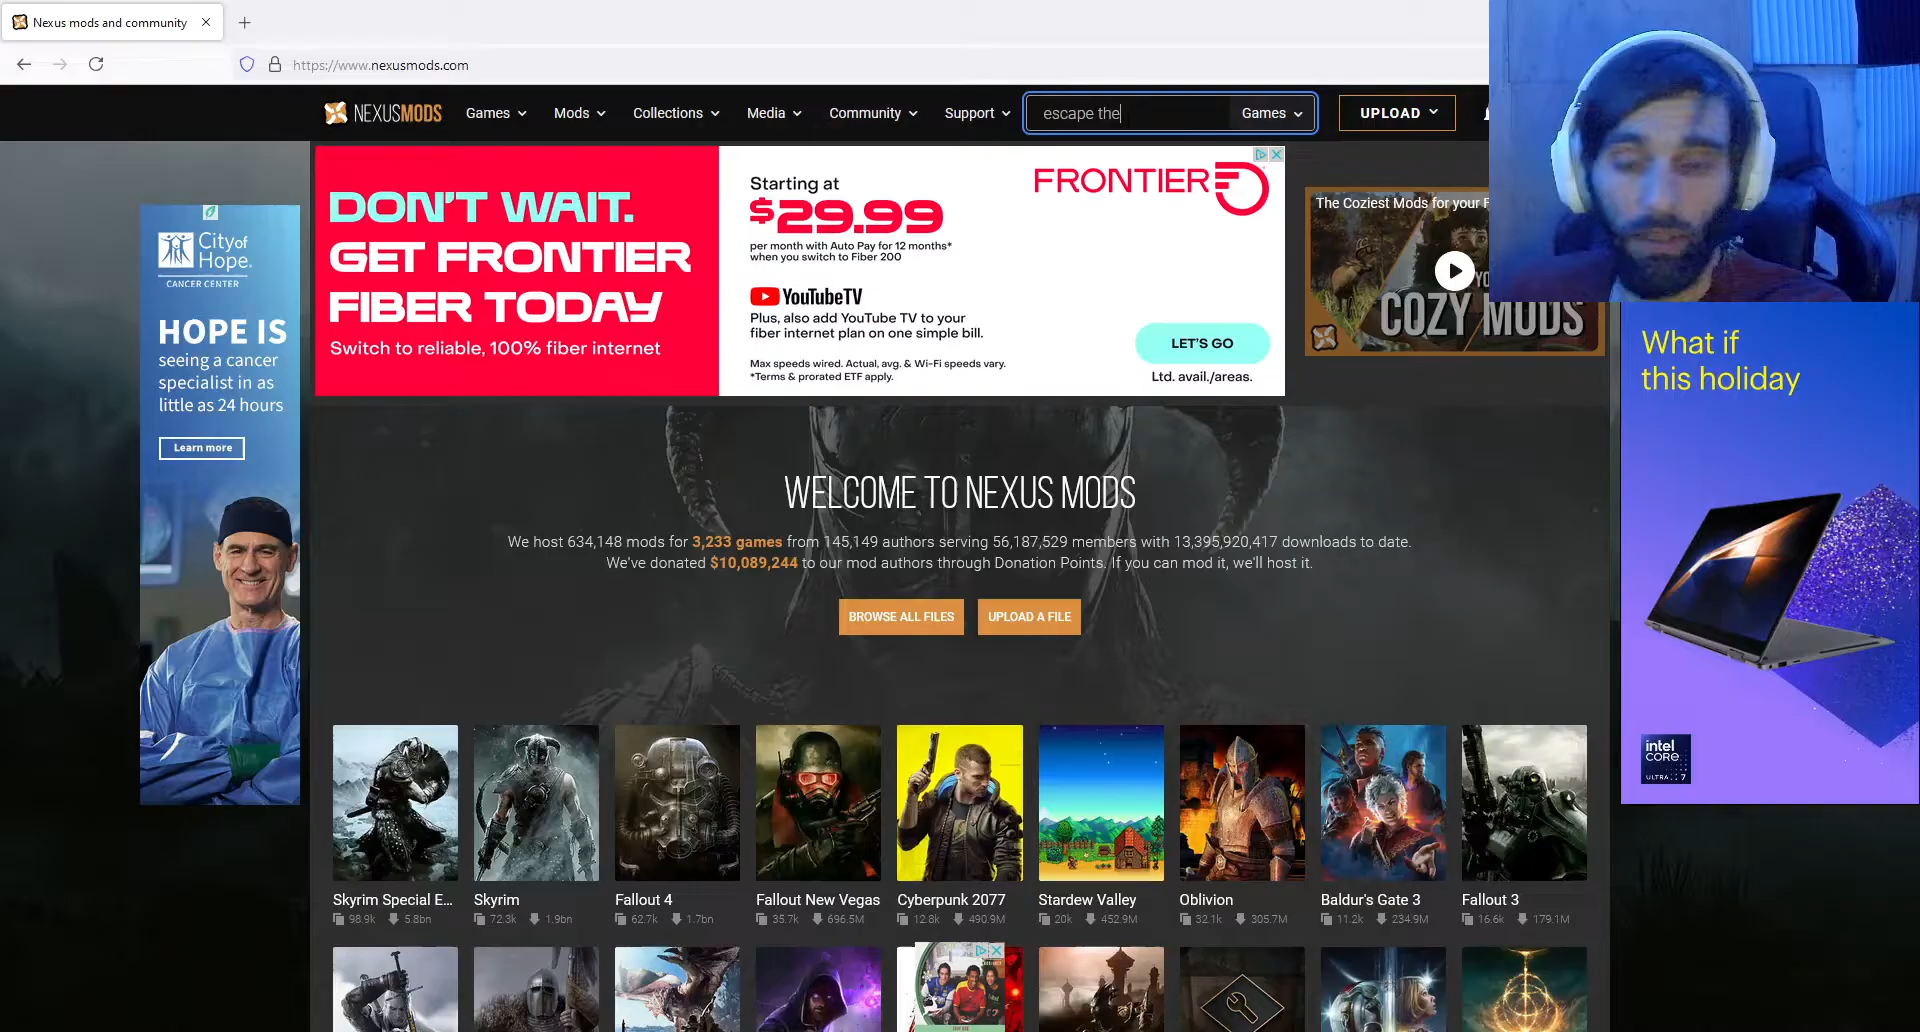 Nexus mods and community
https://www.nexusmods.com
NEXUSMODS
Games
Mods
Collections
Media
Community
Support
escape the
Games
UPLOAD
City of
Hope.
CANCER CENTER
HOPE IS
seeing a cancer
specialist in as
little as 24 hours
Learn more
DON'T WAIT.
GET FRONTIER
FIBER TODAY
Switch to reliable, 100% fiber internet
Starting at
$29.99
per month with Auto Pay for 12 months*
when you switch to Fiber 200
YouTubeTV
Plus, also add YouTube TV to your
fiber internet plan on one simple bill.
Max speeds wired. Actual, avg. & Wi-Fi speeds vary.
*Terms & prorated ETF apply.
FRONTIER
LET'S GO
Ltd. avail./areas.
The Coziest Mods for your F
COZY MODS
What if
this holiday
intel
CORE
ULTRA 7
WELCOME TO NEXUS MODS
We host 634,148 mods for 3,233 games from 145,149 authors serving 56,187,529 members with 13,395,920,417 downloads to date.
We've donated $10,089,244 to our mod authors through Donation Points. If you can mod it, we'll host it.
BROWSE ALL FILES
UPLOAD A FILE
Skyrim Special E...
98.9k 5.8bn
Skyrim
72.3k 1.9bn
Fallout 4
62.7k 1.7bn
Fallout New Vegas
35.7k 696.5M
Cyberpunk 2077
12.8k 490.9M
Stardew Valley
20k 452.9M
Oblivion
32.1k 305.7M
Baldur's Gate 3
11.2k 234.9M
Fallout 3
16.6k 179.1M